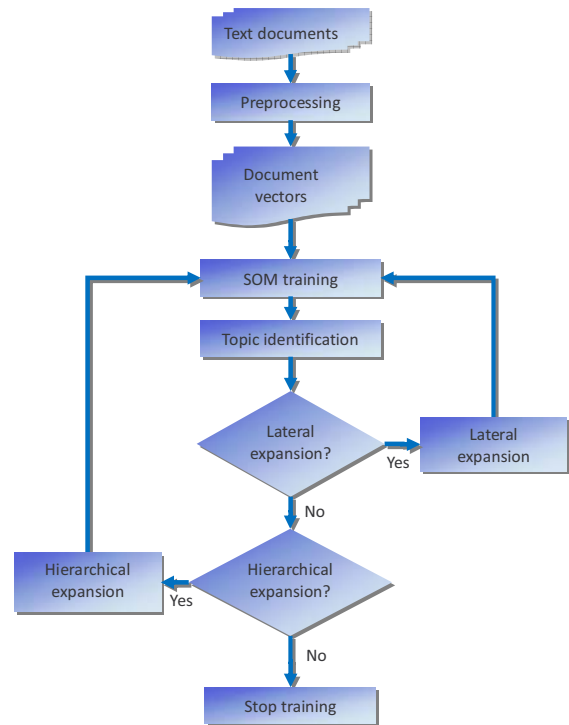 Text documents
Preprocessing
Document
vectors
SOM training
Topic identification
Lateral
expansion?
Yes
Lateral
expansion
No
Hierarchical
expansion?
Yes
Hierarchical
expansion
No
Stop training